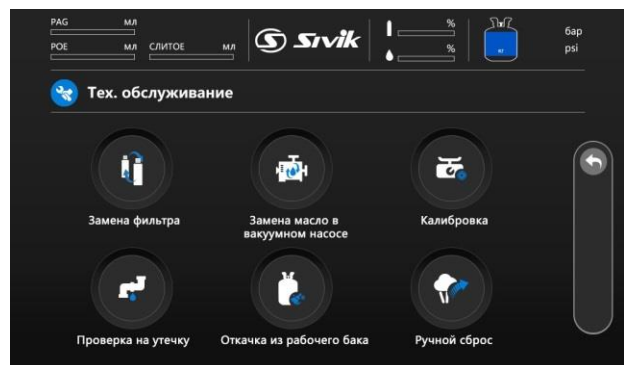 PAG мл
POE мл СЛИТОЕ мл
Sivik
%
%
кг
бар
psi
Тех. обслуживание
Замена фильтра
Замена масло в
вакуумном насосе
Калибровка
Проверка на утечку
Откачка из рабочего бака
Ручной сброс